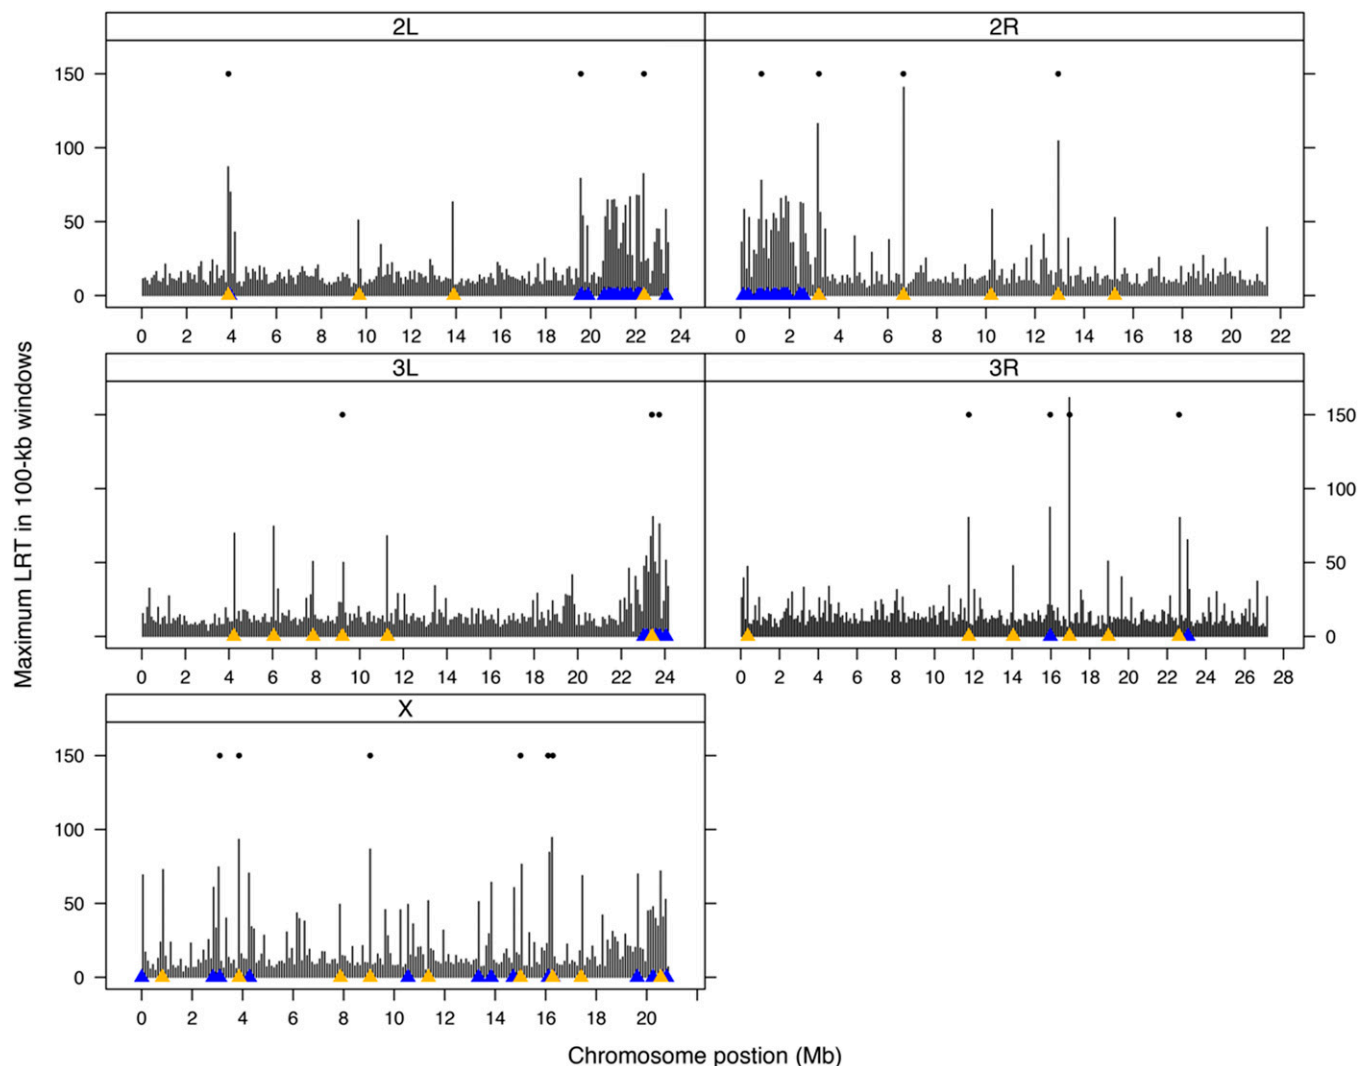 2L 2R
150
100
50
0
0 2 4 6 8 10 12 14 16 18 20 22 24 0 2 4 6 8 10 12 14 16 18 20 22
3L 3R
150
100
50
0
0 2 4 6 8 10 12 14 16 18 20 22 24 0 2 4 6 8 10 12 14 16 18 20 22 24 26 28
Maximum LRT in 100-kb windows
X
150
100
50
0
0 2 4 6 8 10 12 14 16 18 20
Chromosome postion (Mb)